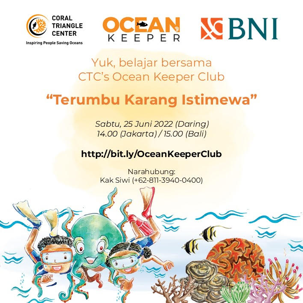 CORAL
TRIANGLE
CENTER
Inspiring People Saving Oceans
OCEAN
KEEPER
BNI
Yuk, belajar bersama
CTC's Ocean Keeper Club
“Terumbu Karang Istimewa”
Sabtu, 25 Juni 2022 (Daring)
14.00 (Jakarta) / 15.00 (Bali)
http://bit.ly/OceanKeeperClub
Narahubung:
Kak Siwi (+62-811-3940-0400)